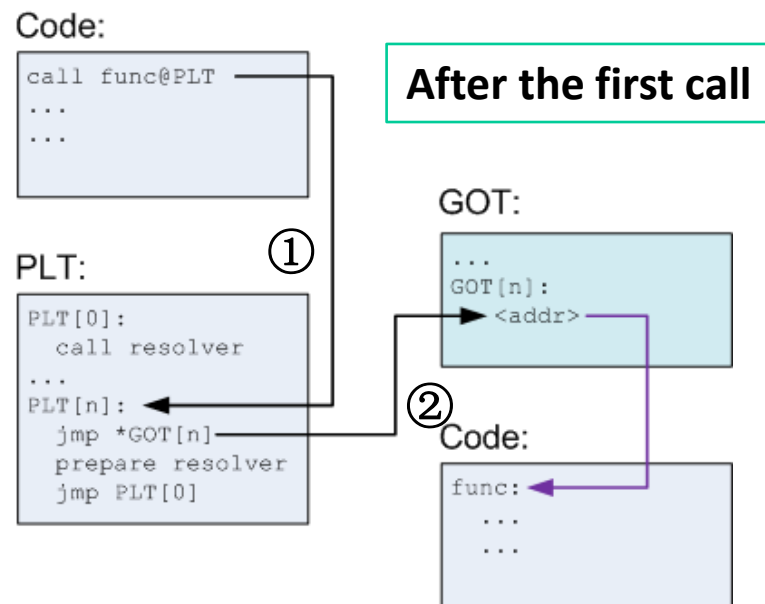 Code:
call func@PLT
...
...
After the first call
①
PLT:
PLT[0]:
call resolver
...
PLT[n]:
jmp *GOT[n]
prepare resolver
jmp PLT[0]
②
GOT:
...
GOT[n]:
<addr>
Code:
func:
...
...